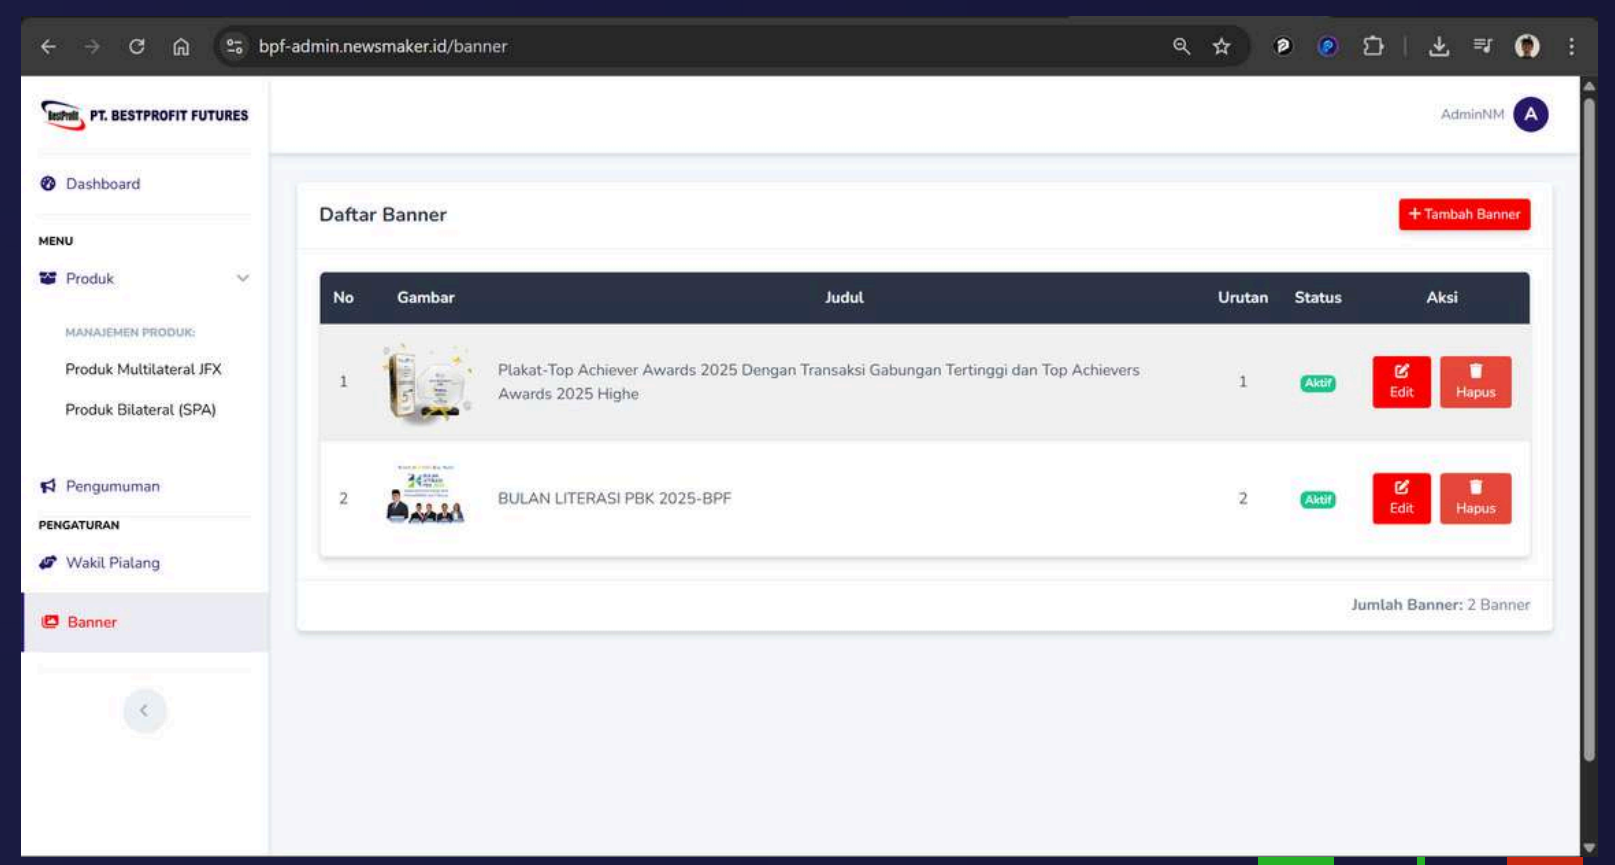 bpf-admin.newsmaker.id/banner
BestProfit PT. BESTPROFIT FUTURES
AdminNM A
Dashboard
MENU
Produk
MANAJEMEN PRODUK:
Produk Multilateral JFX
Produk Bilateral (SPA)
Pengumuman
PENGATURAN
Wakil Pialang
Banner
Daftar Banner
+ Tambah Banner
No Gambar Judul Urutan Status Aksi
1 Plakat-Top Achiever Awards 2025 Dengan Transaksi Gabungan Tertinggi dan Top Achievers
Awards 2025 Highe 1 Aktif Edit Hapus
2 BULAN LITERASI PBK 2025-BPF 2 Aktif Edit Hapus
Jumlah Banner: 2 Banner